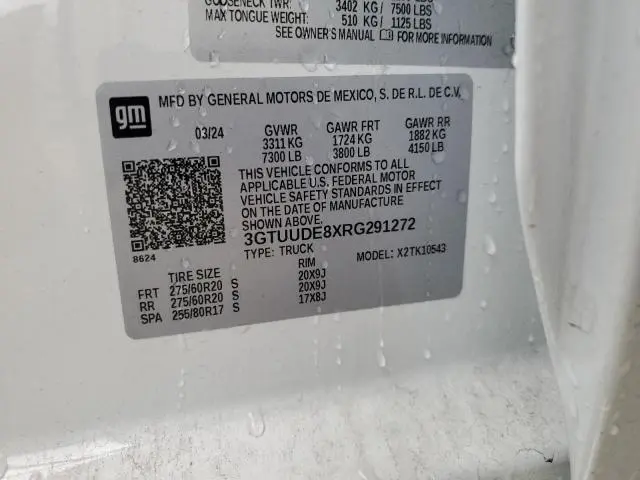 GOOSENECK TWR: 3402 KG/ 7500 LBS
MAX TONGUE WEIGHT: 510 KG / 1125 LBS
SEE OWNER'S MANUAL FOR MORE INFORMATION
gm
MFD BY GENERAL MOTORS DE MEXICO, S. DE R.L. DE C.V.
03/24 GVWR GAWR FRT GAWR RR
3311 KG 1724 KG 1882 KG
7300 LB 3800 LB 4150 LB
THIS VEHICLE CONFORMS TO ALL
APPLICABLE U.S. FEDERAL MOTOR
VEHICLE SAFETY STANDARDS IN EFFECT
ON THE DATE OF MANUFACTURE
SHOWN ABOVE.
8624
3GTUUDE8XRG291272
TYPE: TRUCK MODEL: X2TK10543
TIRE SIZE RIM
FRT 275/60R20 S 20X9J
RR 275/60R20 S 20X9J
SPA 255/80R17 S 17X8J